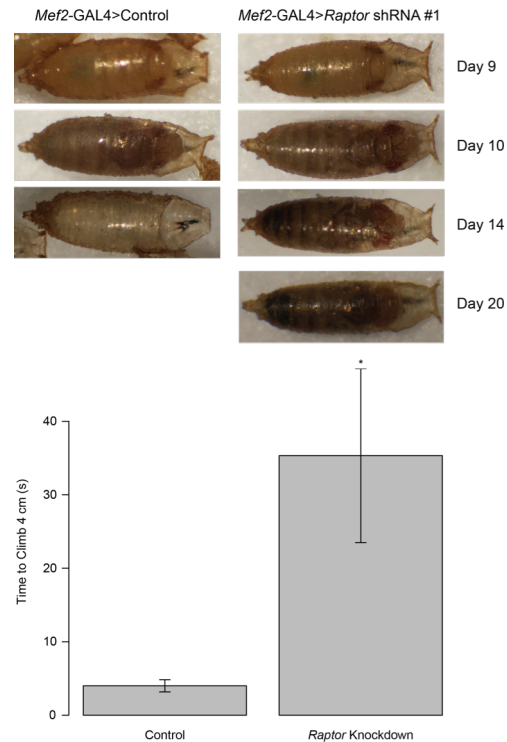 Mef2-GAL4>Control
Mef2-GAL4>Raptor shRNA #1
Day 9
Day 10
Day 14
Day 20
*
40
30
20
10
0
Time to Climb 4 cm (s)
Control
Raptor Knockdown